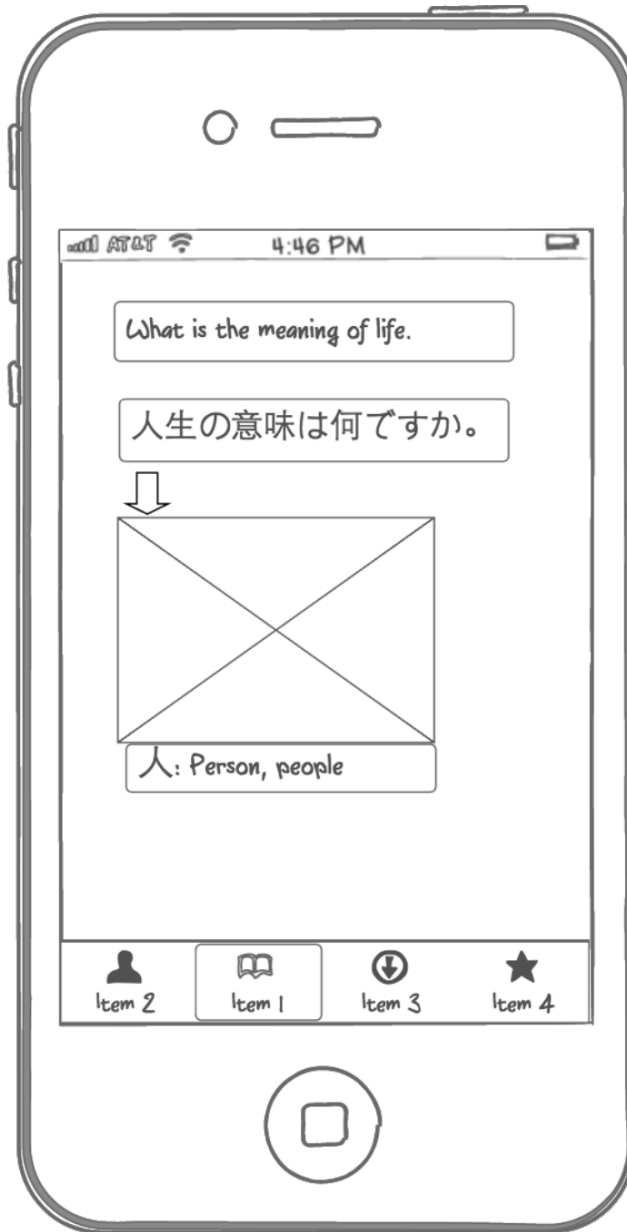 AT&T 4:46 PM
What is the meaning of life.
人生の意味は何ですか。
人: Person, people
Item 2 Item 1 Item 3 Item 4